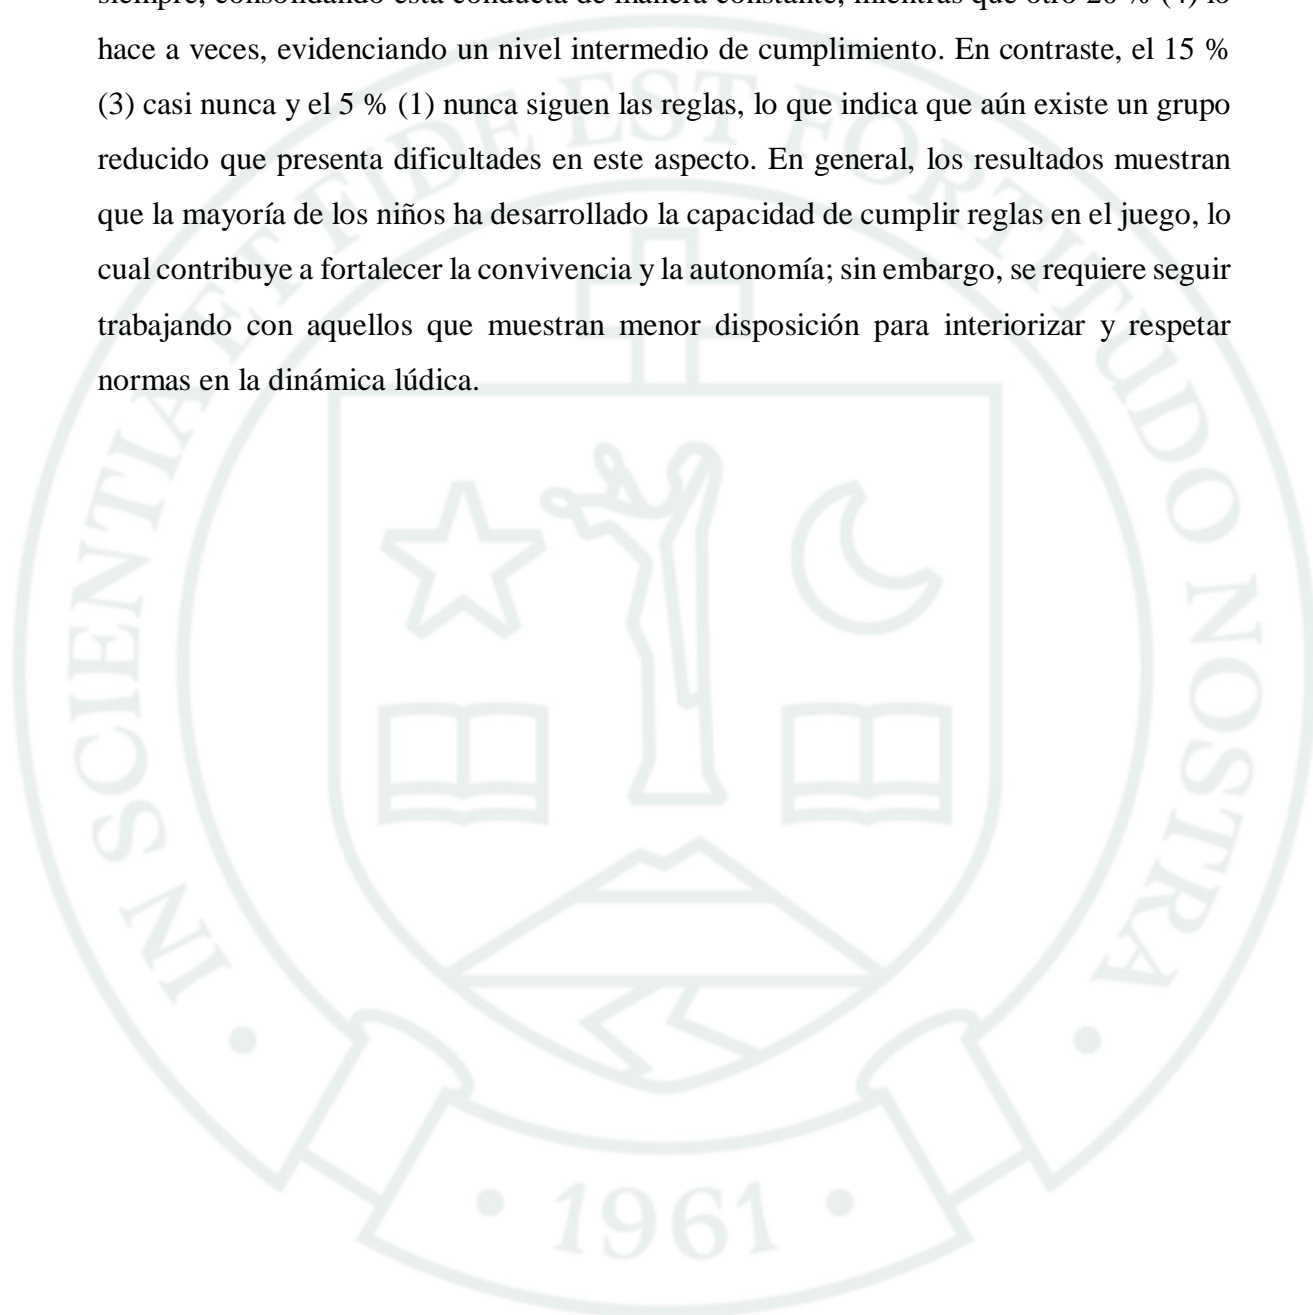 siempre, consolidando esta conducta de manera constante, mientras que otro 20 % (4) lo
hace a veces, evidenciando un nivel intermedio de cumplimiento. En contraste, el 15 %
(3) casi nunca y el 5 % (1) nunca siguen las reglas, lo que indica que aún existe un grupo
reducido que presenta dificultades en este aspecto. En general, los resultados muestran
que la mayoría de los niños ha desarrollado la capacidad de cumplir reglas en el juego, lo
cual contribuye a fortalecer la convivencia y la autonomía; sin embargo, se requiere seguir
trabajando con aquellos que muestran menor disposición para interiorizar y respetar
normas en la dinámica lúdica.
IN SCIENTIA ET FIDE EST FORTITUDO NOSTRA
• 1961 •